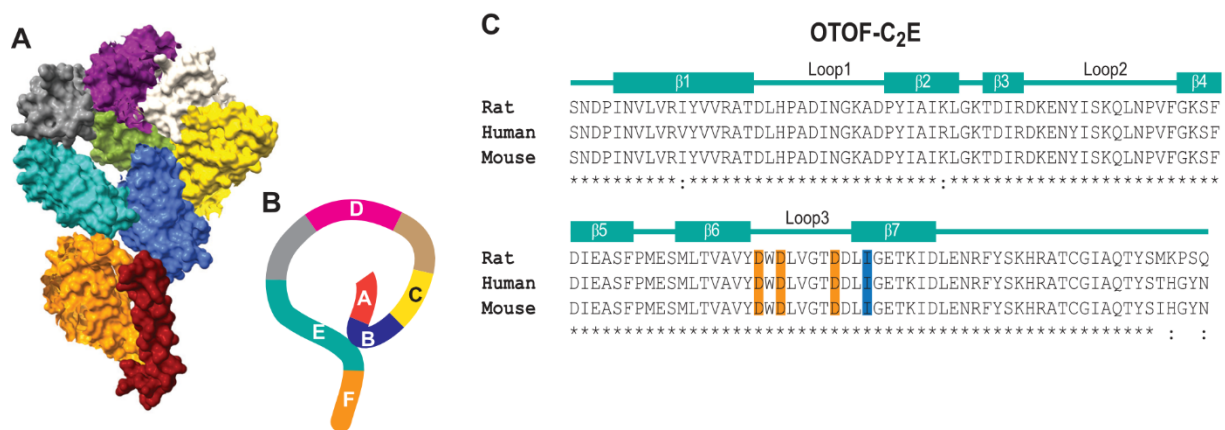 A
B
D
A
C
E
B
F
C
OTOF-C2E
β1 Loop1 β2 β3 Loop2 β4
Rat SNDPINVLVRIYVVRATDLHPADINGKADPYIAIKLGKTDIRDKENYISKQLNPVFGKSF
Human SNDPINVLVRVYVVRATDLHPADINGKADPYIAIRLGKTDIRDKENYISKQLNPVFGKSF
Mouse SNDPINVLVRIYVVRATDLHPADINGKADPYIAIKLGKTDIRDKENYISKQLNPVFGKSF
**********:***********************:*************************
β5 β6 Loop3 β7
Rat DIEASFPMESMLTVAVYDWDLVGTDDLIGETKIDLENRFYSKHRATCGIAQTYSMKPSQ
Human DIEASFPMESMLTVAVYDWDLVGTDDLIGETKIDLENRFYSKHRATCGIAQTYSTHGYN
Mouse DIEASFPMESMLTVAVYDWDLVGTDDLIGETKIDLENRFYSKHRATCGIAQTYSIHGYN
****************************************************** : :